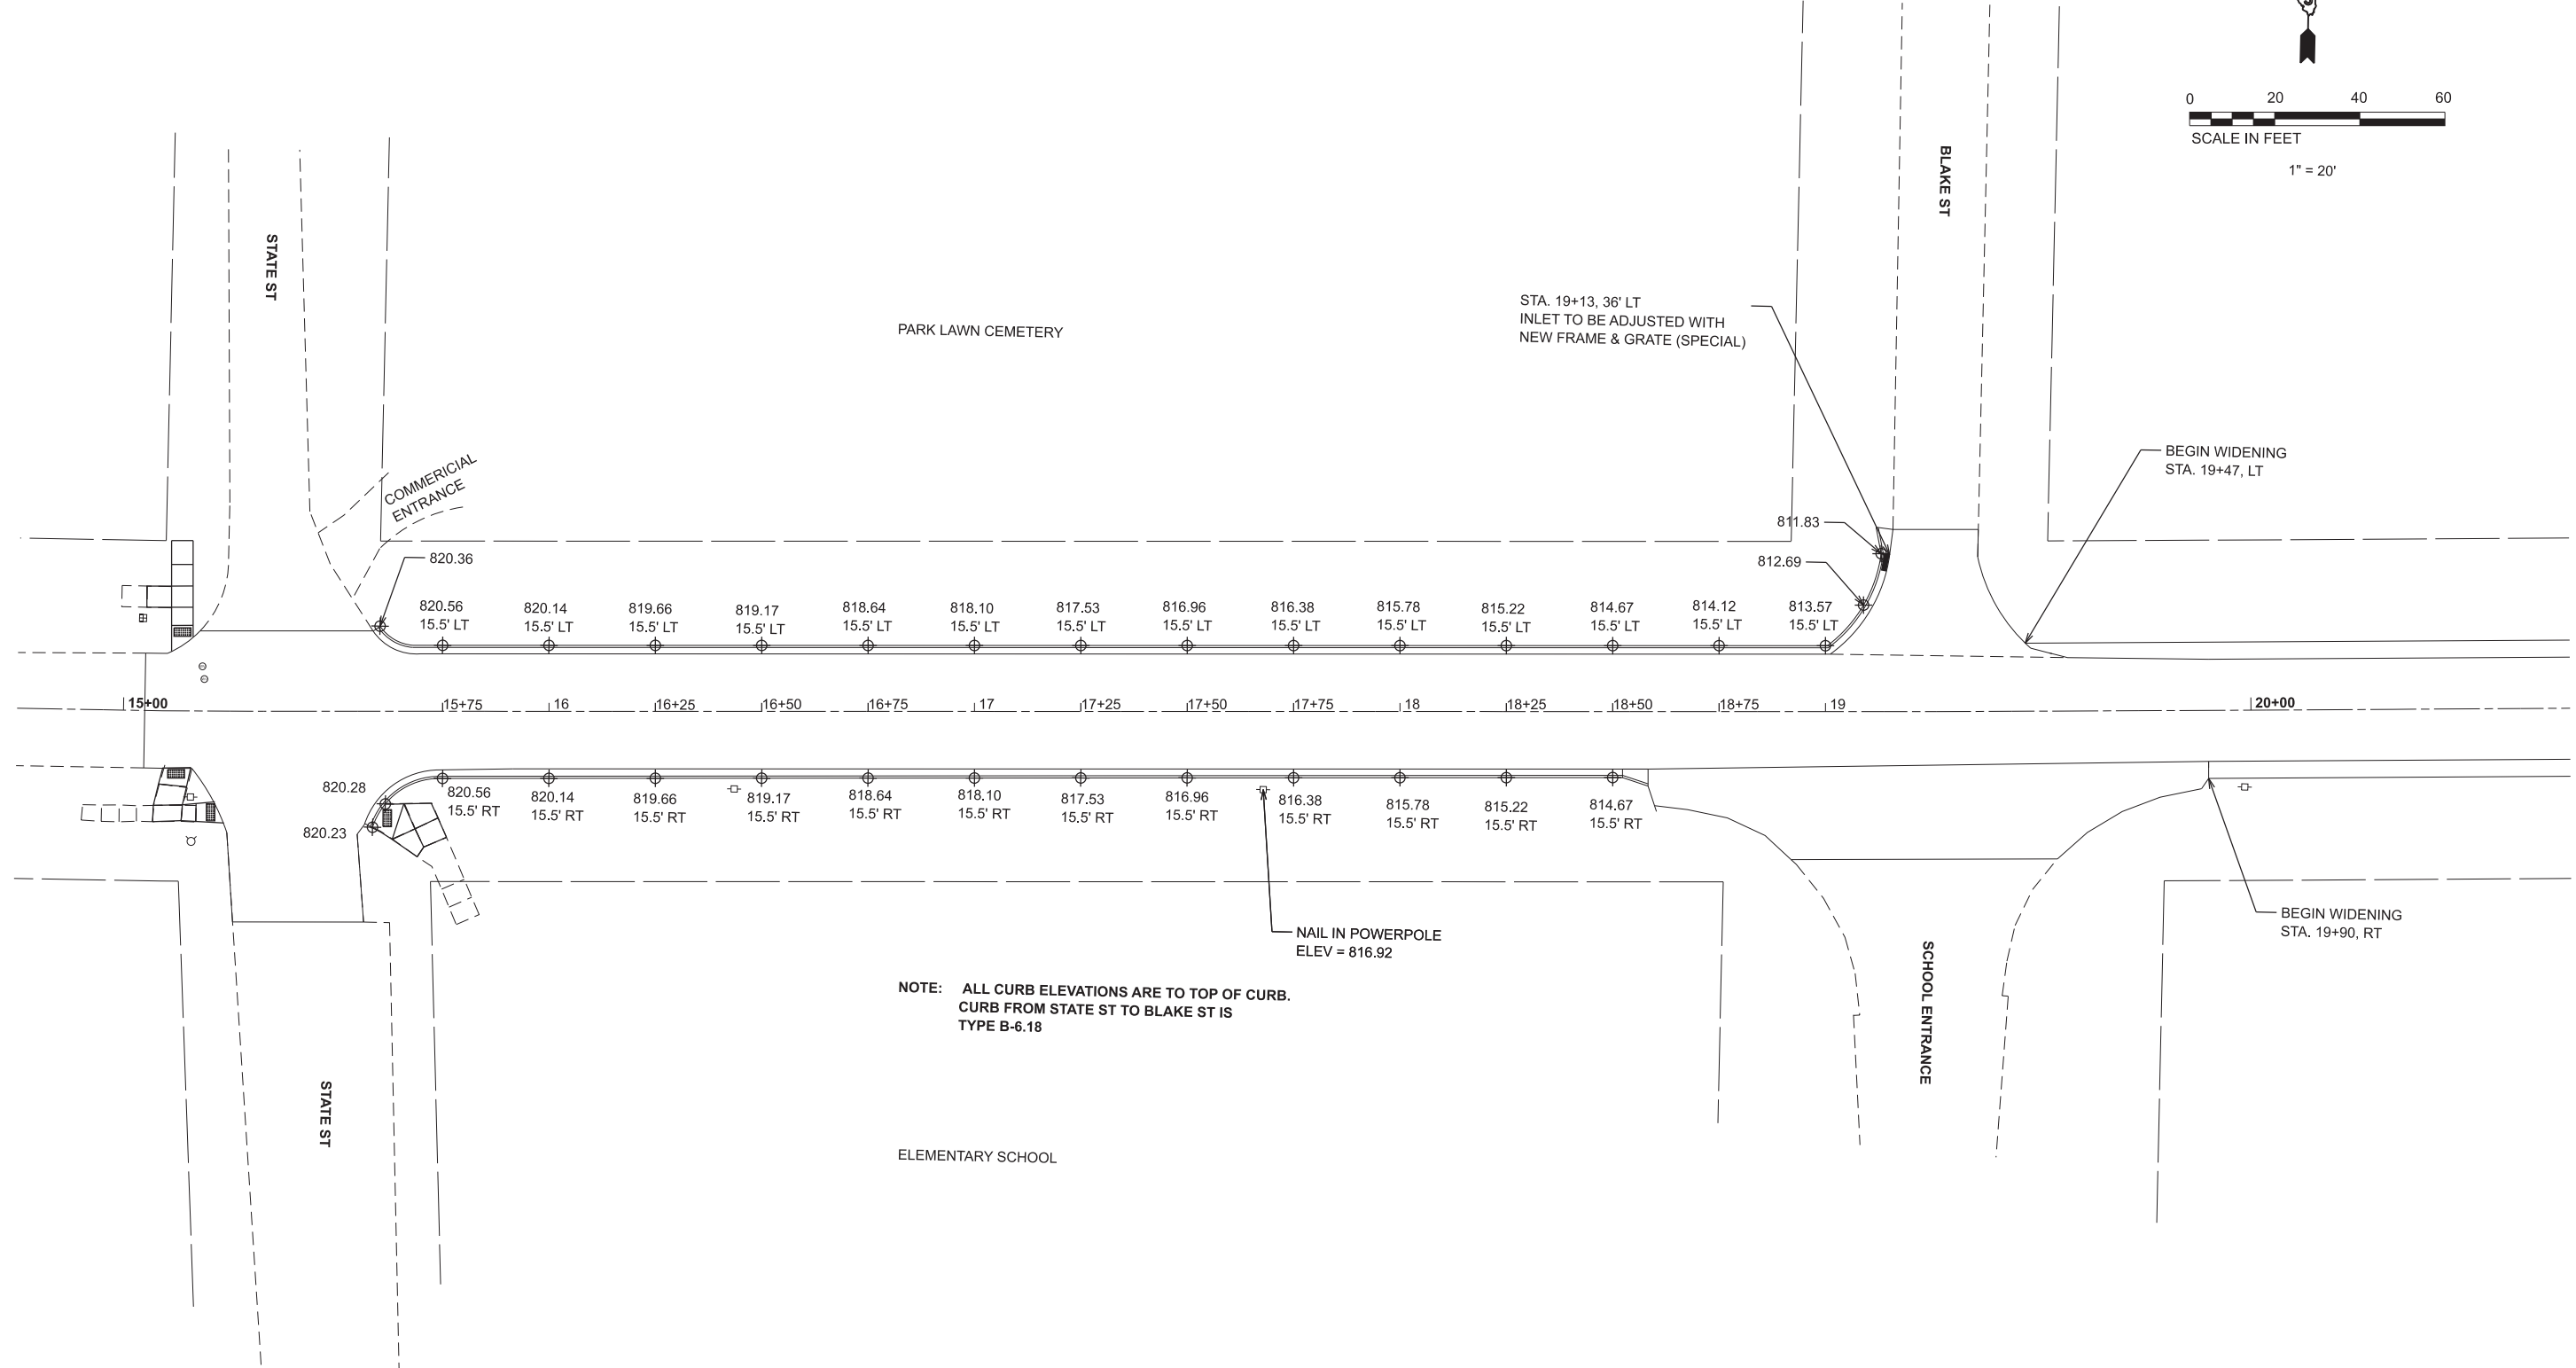 0 20 40 60
SCALE IN FEET
1" = 20'
STATE ST
BLAKE ST
PARK LAWN CEMETERY
STA. 19+13, 36' LT
INLET TO BE ADJUSTED WITH
NEW FRAME & GRATE (SPECIAL)
BEGIN WIDENING
STA. 19+47, LT
COMMERICIAL
ENTRANCE
811.83
812.69
820.36
820.56 820.14 819.66 819.17 818.64 818.10 817.53 816.96 816.38 815.78 815.22 814.67 814.12 813.57
15.5' LT 15.5' LT 15.5' LT 15.5' LT 15.5' LT 15.5' LT 15.5' LT 15.5' LT 15.5' LT 15.5' LT 15.5' LT 15.5' LT 15.5' LT 15.5' LT
15+00 15+75 16 16+25 16+50 16+75 17 17+25 17+50 17+75 18 18+25 18+50 18+75 19 20+00
820.28
820.23
820.56 820.14 819.66 819.17 818.64 818.10 817.53 816.96 816.38 815.78 815.22 814.67
15.5' RT 15.5' RT 15.5' RT 15.5' RT 15.5' RT 15.5' RT 15.5' RT 15.5' RT 15.5' RT 15.5' RT 15.5' RT 15.5' RT
NAIL IN POWERPOLE
ELEV = 816.92
BEGIN WIDENING
STA. 19+90, RT
NOTE: ALL CURB ELEVATIONS ARE TO TOP OF CURB.
CURB FROM STATE ST TO BLAKE ST IS
TYPE B-6.18
SCHOOL ENTRANCE
STATE ST
ELEMENTARY SCHOOL